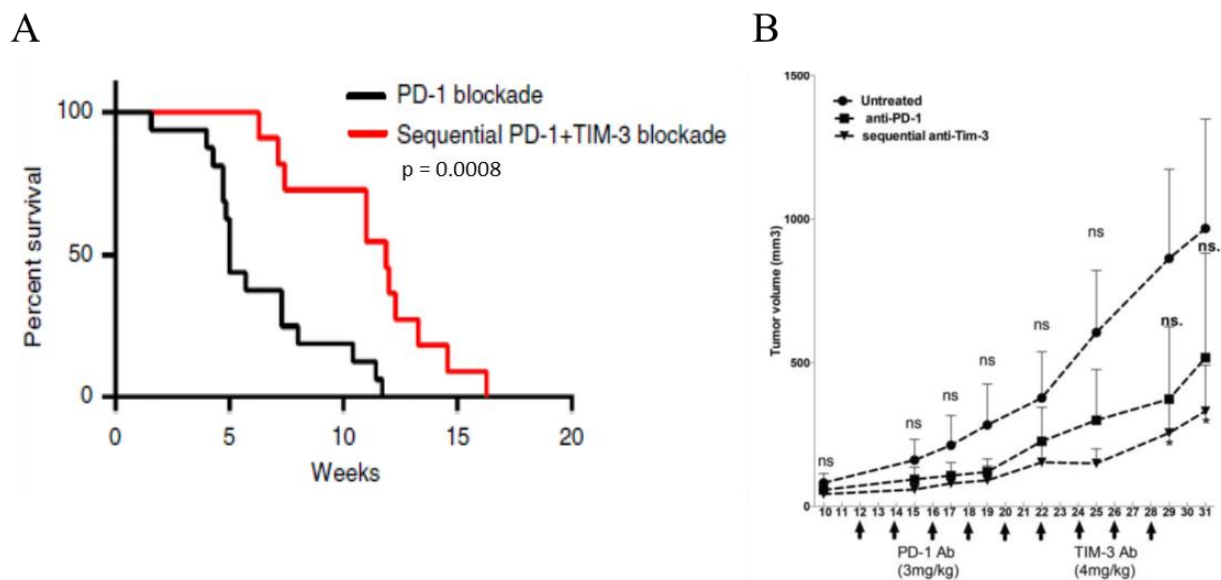 A
B
PD-1 blockade
Sequential PD-1+TIM-3 blockade
p = 0.0008
Percent survival
100
50
0
0 5 10 15 20
Weeks
Untreated
anti-PD-1
sequential anti-Tim-3
Tumor volume (mm3)
1500
1000
500
0
ns ns ns ns ns ns ns. ns.
* *
10 11 12 13 14 15 16 17 18 19 20 22 22 24 25 26 27 28 29 30 31
PD-1 Ab
(3mg/kg)
TIM-3 Ab
(4mg/kg)